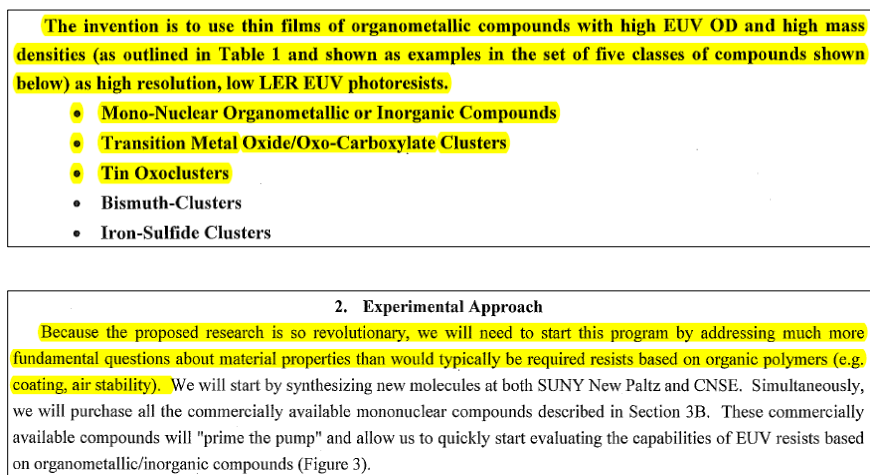 The invention is to use thin films of organometallic compounds with high EUV OD and high mass
densities (as outlined in Table 1 and shown as examples in the set of five classes of compounds shown
below) as high resolution, low LER EUV photoresists.
• Mono-Nuclear Organometallic or Inorganic Compounds
• Transition Metal Oxide/Oxo-Carboxylate Clusters
• Tin Oxoclusters
• Bismuth-Clusters
• Iron-Sulfide Clusters
2. Experimental Approach
Because the proposed research is so revolutionary, we will need to start this program by addressing much more
fundamental questions about material properties than would typically be required resists based on organic polymers (e.g.
coating, air stability). We will start by synthesizing new molecules at both SUNY New Paltz and CNSE. Simultaneously,
we will purchase all the commercially available mononuclear compounds described in Section 3B. These commercially
available compounds will "prime the pump" and allow us to quickly start evaluating the capabilities of EUV resists based
on organometallic/inorganic compounds (Figure 3).